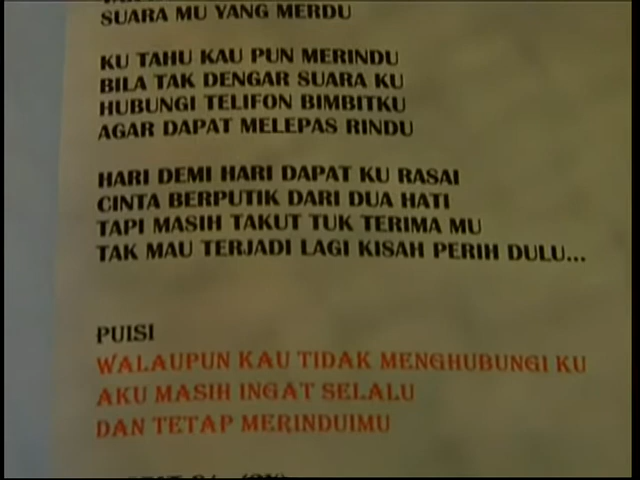 SUARA MU YANG MERDU
KU TAHU KAU PUN MERINDU
BILA TAK DENGAR SUARA KU
HUBUNGI TELIFON BIMBITKU
AGAR DAPAT MELEPAS RINDU
HARI DEMI HARI DAPAT KU RASAI
CINTA BERPUTIK DARI DUA HATI
TAPI MASIH TAKUT TUK TERIMA MU
TAK MAU TERJADI LAGI KISAH PERIH DULU...
PUISI
WALAUPUN KAU TIDAK MENGHUBUNGI KU
AKU MASIH INGAT SELALU
DAN TETAP MERINDUIMU